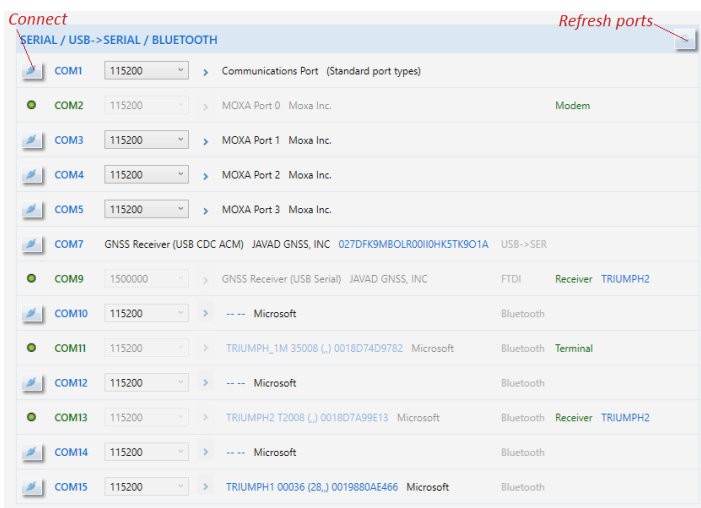 Connect
Refresh ports
SERIAL / USB->SERIAL / BLUETOOTH
COM1 115200 Communications Port (Standard port types)
COM2 115200 MOXA Port 0 Moxa Inc. Modem
COM3 115200 MOXA Port 1 Moxa Inc.
COM4 115200 MOXA Port 2 Moxa Inc.
COM5 115200 MOXA Port 3 Moxa Inc.
COM7 GNSS Receiver (USB CDC ACM) JAVAD GNSS, INC 027DFK9MBOLR00II0HK5TK9O1A USB->SER
COM9 1500000 GNSS Receiver (USB Serial) JAVAD GNSS, INC FTDI Receiver TRIUMPH2
COM10 115200 -- -- Microsoft Bluetooth
COM11 115200 TRIUMPH_1M 35008 (,,) 0018D74D9782 Microsoft Bluetooth Terminal
COM12 115200 -- -- Microsoft Bluetooth
COM13 115200 TRIUMPH2 T2008 (,,) 0018D7A99E13 Microsoft Bluetooth Receiver TRIUMPH2
COM14 115200 -- -- Microsoft Bluetooth
COM15 115200 TRIUMPH1 00036 (28,,) 0019880AE466 Microsoft Bluetooth